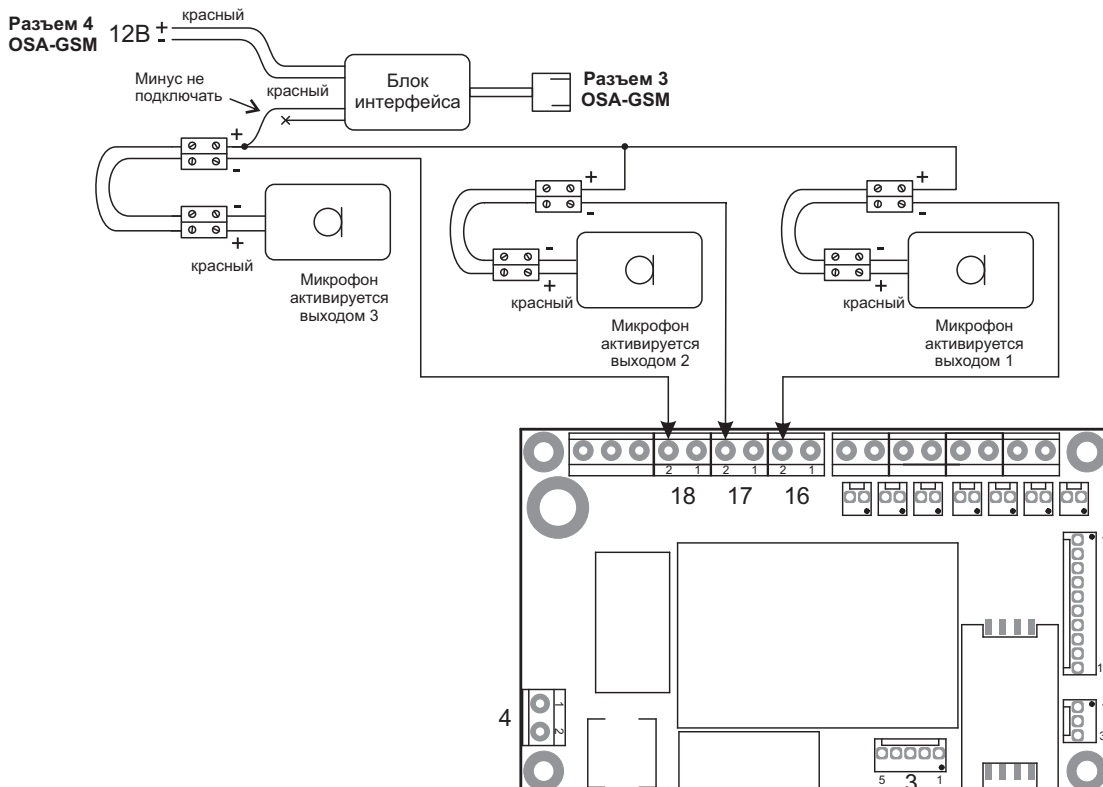 Разъем 4
OSA-GSM
12В
+
-
красный
Минус не
подключать
красный
Блок
интерфейса
Разъем 3
OSA-GSM
+
-
-
+
красный
Микрофон
активируется
выходом 3
+
-
-
+
красный
Микрофон
активируется
выходом 2
+
-
-
+
красный
Микрофон
активируется
выходом 1
2 1 2 1 2 1
18 17 16
4
1
2
5 3 1
1
3